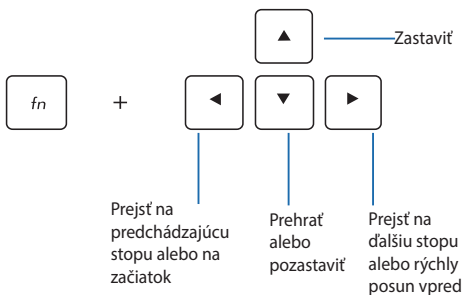 Zastaviť
fn
+
Prejsť na
predchádzajúcu
stopu alebo na
začiatok
Prehrať
alebo
pozastaviť
Prejsť na
ďalšiu stopu
alebo rýchly
posun vpred